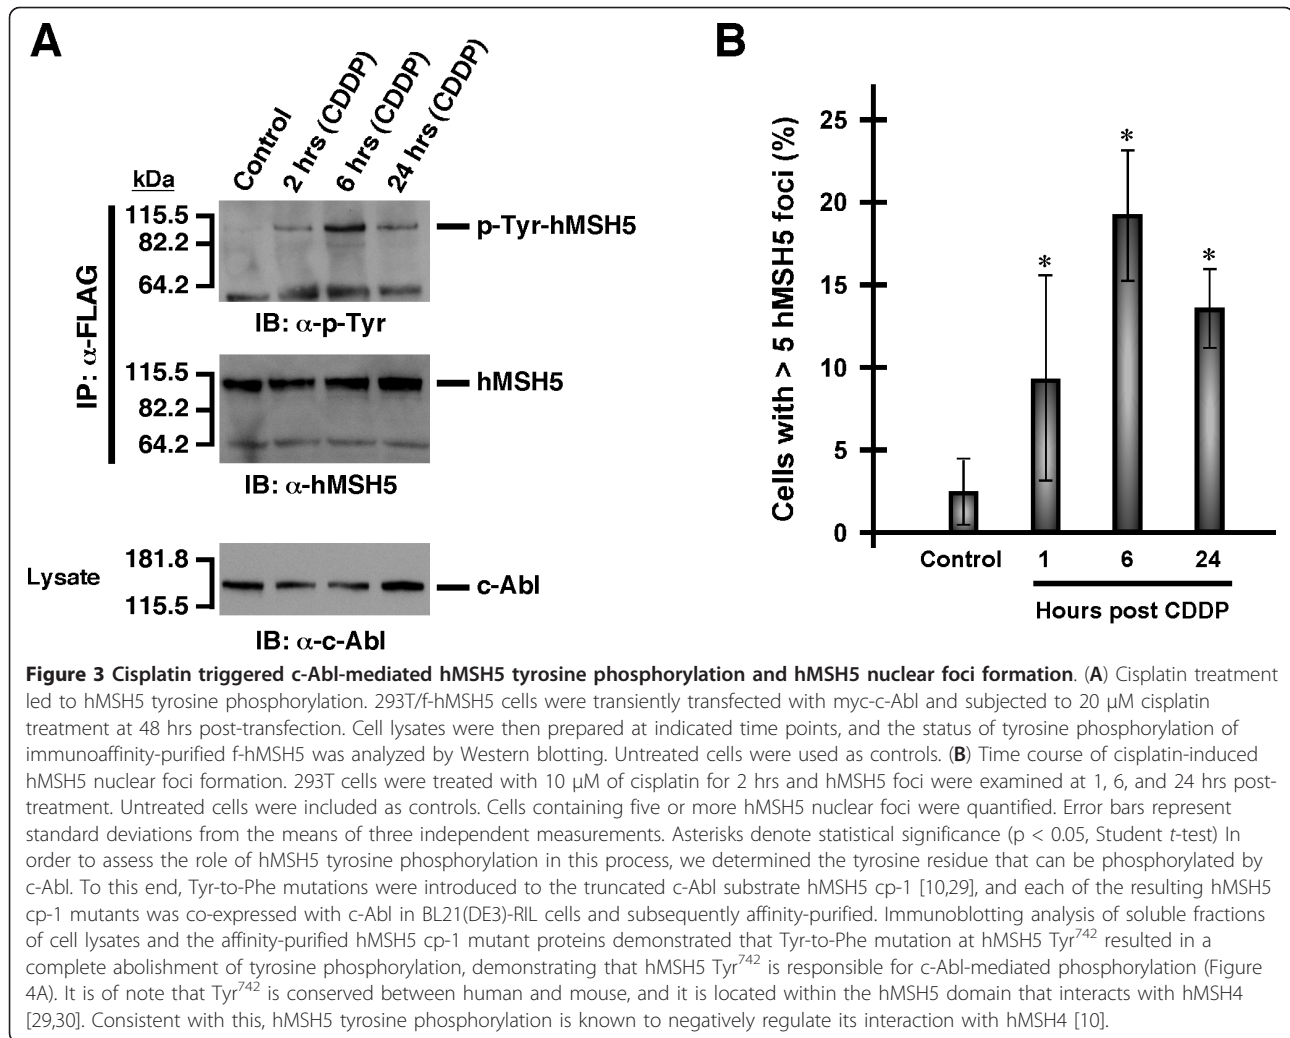 A
Control
2 hrs (CDDP)
6 hrs (CDDP)
24 hrs (CDDP)
kDa
115.5
82.2
64.2
p-Tyr-hMSH5
IB: α-p-Tyr
IP: α-FLAG
115.5
82.2
64.2
hMSH5
IB: α-hMSH5
Lysate
181.8
115.5
c-Abl
IB: α-c-Abl
B
Cells with > 5 hMSH5 foci (%)
25
20
15
10
5
0
*
*
*
Control
1
6
24
Hours post CDDP
Figure 3 Cisplatin triggered c-Abl-mediated hMSH5 tyrosine phosphorylation and hMSH5 nuclear foci formation. (A) Cisplatin treatment
led to hMSH5 tyrosine phosphorylation. 293T/f-hMSH5 cells were transiently transfected with myc-c-Abl and subjected to 20 μM cisplatin
treatment at 48 hrs post-transfection. Cell lysates were then prepared at indicated time points, and the status of tyrosine phosphorylation of
immunoaffinity-purified f-hMSH5 was analyzed by Western blotting. Untreated cells were used as controls. (B) Time course of cisplatin-induced
hMSH5 nuclear foci formation. 293T cells were treated with 10 μM of cisplatin for 2 hrs and hMSH5 foci were examined at 1, 6, and 24 hrs post-
treatment. Untreated cells were included as controls. Cells containing five or more hMSH5 nuclear foci were quantified. Error bars represent
standard deviations from the means of three independent measurements. Asterisks denote statistical significance (p < 0.05, Student t-test) In
order to assess the role of hMSH5 tyrosine phosphorylation in this process, we determined the tyrosine residue that can be phosphorylated by
c-Abl. To this end, Tyr-to-Phe mutations were introduced to the truncated c-Abl substrate hMSH5 cp-1 [10,29], and each of the resulting hMSH5
cp-1 mutants was co-expressed with c-Abl in BL21(DE3)-RIL cells and subsequently affinity-purified. Immunoblotting analysis of soluble fractions
of cell lysates and the affinity-purified hMSH5 cp-1 mutant proteins demonstrated that Tyr-to-Phe mutation at hMSH5 Tyr742 resulted in a
complete abolishment of tyrosine phosphorylation, demonstrating that hMSH5 Tyr742 is responsible for c-Abl-mediated phosphorylation (Figure
4A). It is of note that Tyr742 is conserved between human and mouse, and it is located within the hMSH5 domain that interacts with hMSH4
[29,30]. Consistent with this, hMSH5 tyrosine phosphorylation is known to negatively regulate its interaction with hMSH4 [10].